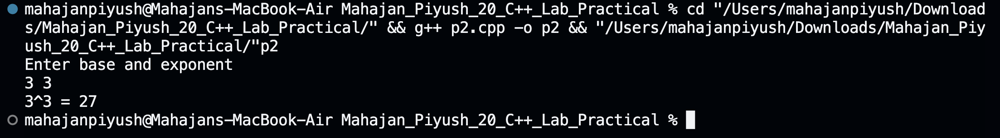 mahajanpiyush@Mahajans-MacBook-Air Mahajan_Piyush_20_C++_Lab_Practical % cd "/Users/mahajanpiyush/Download
s/Mahajan_Piyush_20_C++_Lab_Practical/" && g++ p2.cpp -o p2 && "/Users/mahajanpiyush/Downloads/Mahajan_Piy
ush_20_C++_Lab_Practical/"p2
Enter base and exponent
3 3
3^3 = 27
mahajanpiyush@Mahajans-MacBook-Air Mahajan_Piyush_20_C++_Lab_Practical %